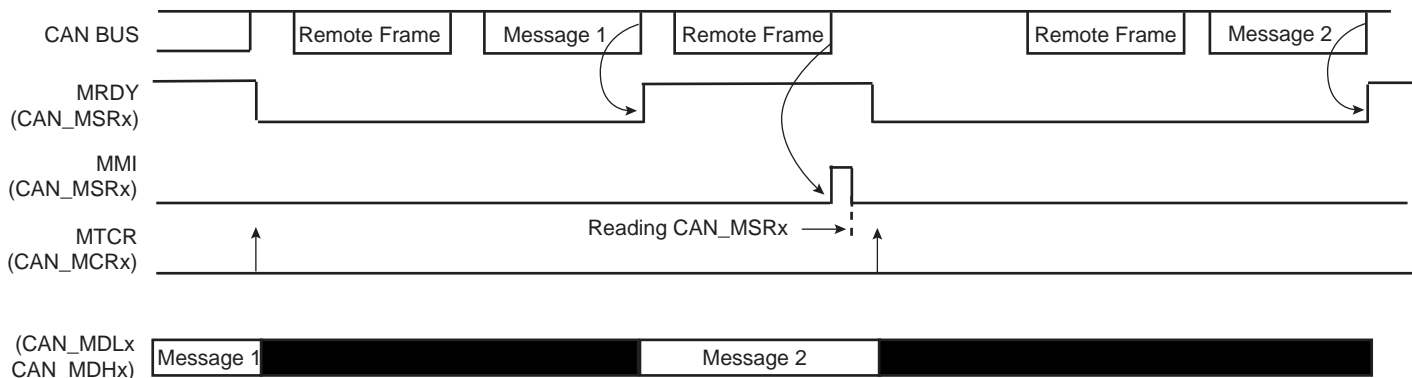 CAN BUS
Remote Frame
Message 1
Remote Frame
Remote Frame
Message 2
MRDY
(CAN_MSRx)
MMI
(CAN_MSRx)
Reading CAN_MSRx
MTCR
(CAN_MCRx)
(CAN_MDLx
CAN_MDHx)
Message 1
Message 2